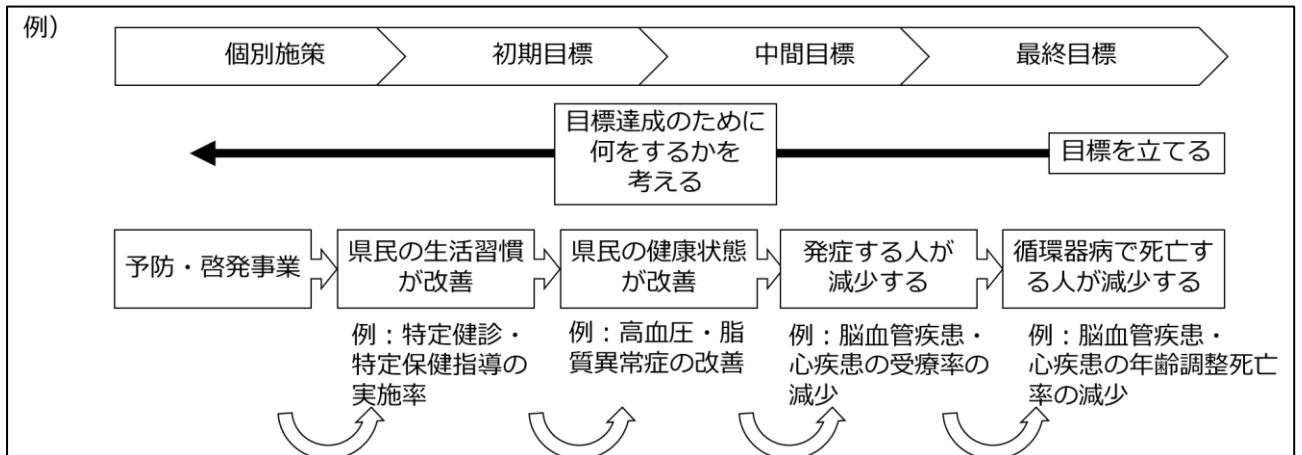 例）
個別施策
初期目標
中間目標
最終目標
目標達成のために
何をするかを
考える
目標を立てる
予防・啓発事業
県民の生活習慣
が改善
県民の健康状態
が改善
発症する人が
減少する
循環器病で死亡す
る人が減少する
例：特定健診・
特定保健指導の
実施率
例：高血圧・脂
質異常症の改善
例：脳血管疾患・
心疾患の受療率の
減少
例：脳血管疾患・
心疾患の年齢調整死亡
率の減少